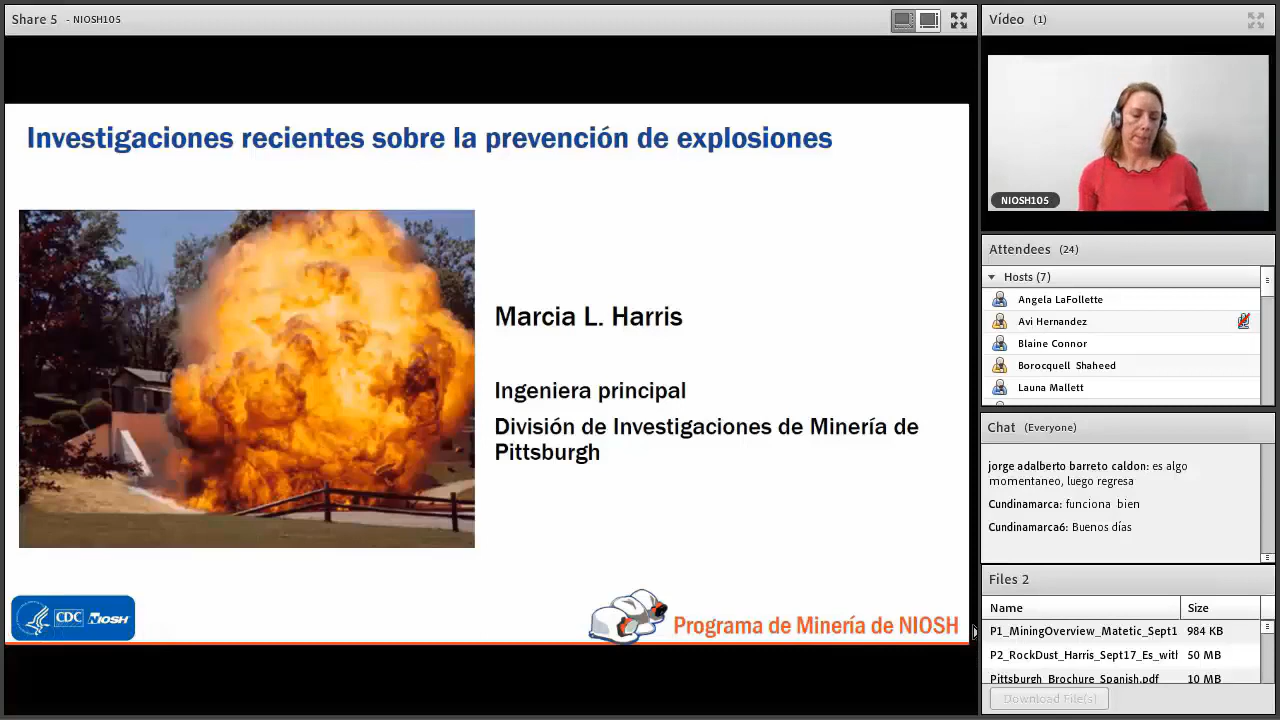 Share 5 - NIOSH105
Investigaciones recientes sobre la prevención de explosiones
Marcia L. Harris
Ingeniera principal
División de Investigaciones de Minería de
Pittsburgh
CDC NIOSH
Programa de Minería de NIOSH
Vídeo (1)
NIOSH105
Attendees (24)
Hosts (7)
Angela LaFollette
Avi Hernandez
Blaine Connor
Borocquell Shaheed
Launa Mallett
Chat (Everyone)
jorge adalberto barreto caldon: es algo
momentaneo, luego regresa
Cundinamarca: funciona bien
Cundinamarca6: Buenos días
Files 2
Name Size
P1_MiningOverview_Matetic_Sept1 984 KB
P2_RockDust_Harris_Sept17_Es_with 50 MB
Pittsburgh_Brochure_Spanish.pdf 10 MB
Download File(s)